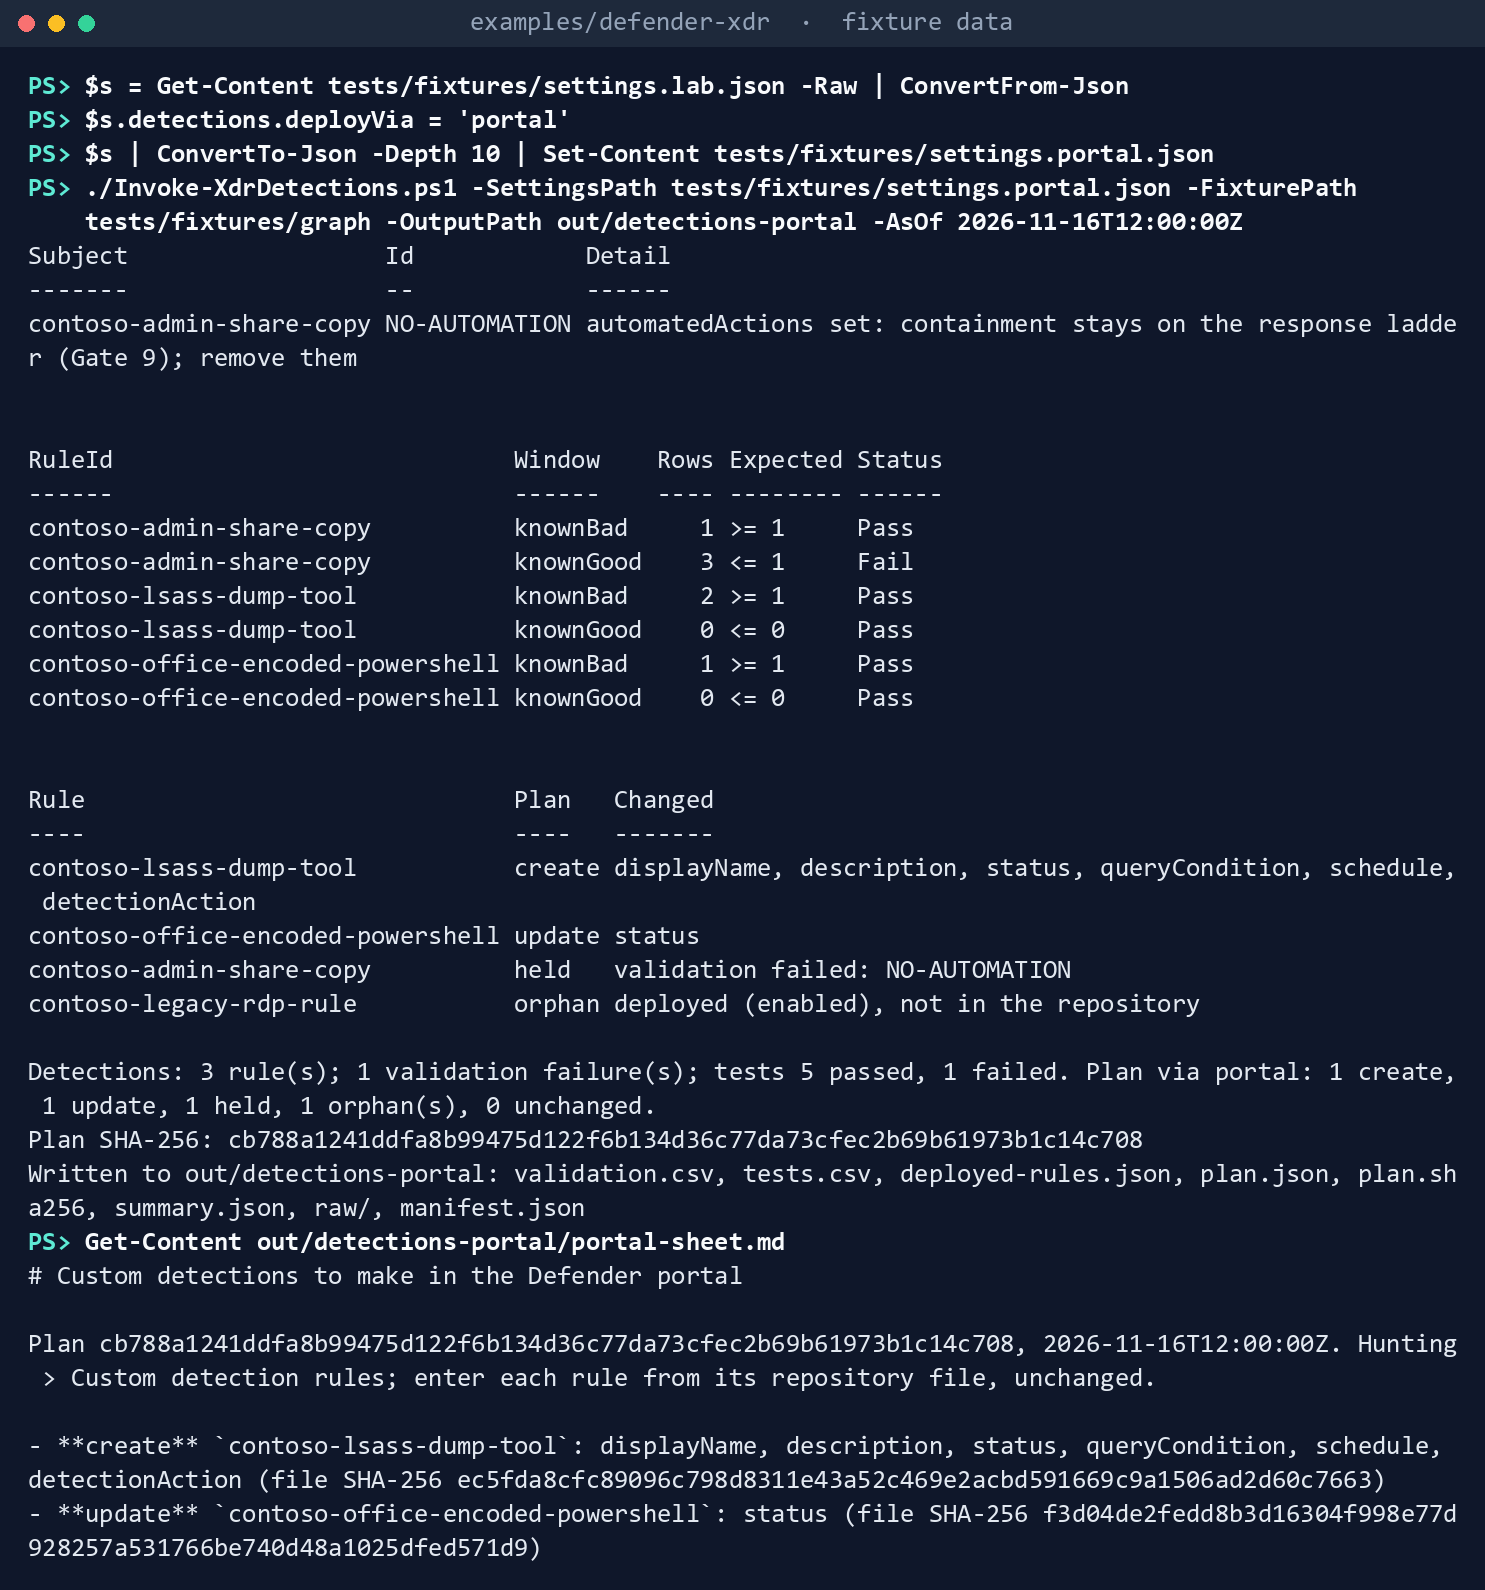 examples/defender-xdr · fixture data
PS> $s = Get-Content tests/fixtures/settings.lab.json -Raw | ConvertFrom-Json
PS> $s.detections.deployVia = 'portal'
PS> $s | ConvertTo-Json -Depth 10 | Set-Content tests/fixtures/settings.portal.json
PS> ./Invoke-XdrDetections.ps1 -SettingsPath tests/fixtures/settings.portal.json -FixturePath
    tests/fixtures/graph -OutputPath out/detections-portal -AsOf 2026-11-16T12:00:00Z
Subject                  Id            Detail
-------                  --            ------
contoso-admin-share-copy NO-AUTOMATION automatedActions set: containment stays on the response ladde
r (Gate 9); remove them
RuleId                            Window    Rows Expected Status
------                            ------    ---- -------- ------
contoso-admin-share-copy          knownBad     1 >= 1     Pass
contoso-admin-share-copy          knownGood    3 <= 1     Fail
contoso-lsass-dump-tool           knownBad     2 >= 1     Pass
contoso-lsass-dump-tool           knownGood    0 <= 0     Pass
contoso-office-encoded-powershell knownBad     1 >= 1     Pass
contoso-office-encoded-powershell knownGood    0 <= 0     Pass
Rule                              Plan   Changed
----                              ----   -------
contoso-lsass-dump-tool           create displayName, description, status, queryCondition, schedule,
 detectionAction
contoso-office-encoded-powershell update status
contoso-admin-share-copy          held   validation failed: NO-AUTOMATION
contoso-legacy-rdp-rule           orphan deployed (enabled), not in the repository
Detections: 3 rule(s); 1 validation failure(s); tests 5 passed, 1 failed. Plan via portal: 1 create,
 1 update, 1 held, 1 orphan(s), 0 unchanged.
Plan SHA-256: cb788a1241ddfa8b99475d122f6b134d36c77da73cfec2b69b61973b1c14c708
Written to out/detections-portal: validation.csv, tests.csv, deployed-rules.json, plan.json, plan.sh
a256, summary.json, raw/, manifest.json
PS> Get-Content out/detections-portal/portal-sheet.md
# Custom detections to make in the Defender portal
Plan cb788a1241ddfa8b99475d122f6b134d36c77da73cfec2b69b61973b1c14c708, 2026-11-16T12:00:00Z. Hunting
 > Custom detection rules; enter each rule from its repository file, unchanged.
- **create** `contoso-lsass-dump-tool`: displayName, description, status, queryCondition, schedule,
detectionAction (file SHA-256 ec5fda8cfc89096c798d8311e43a52c469e2acbd591669c9a1506ad2d60c7663)
- **update** `contoso-office-encoded-powershell`: status (file SHA-256 f3d04de2fedd8b3d16304f998e77d
928257a531766be740d48a1025dfed571d9)